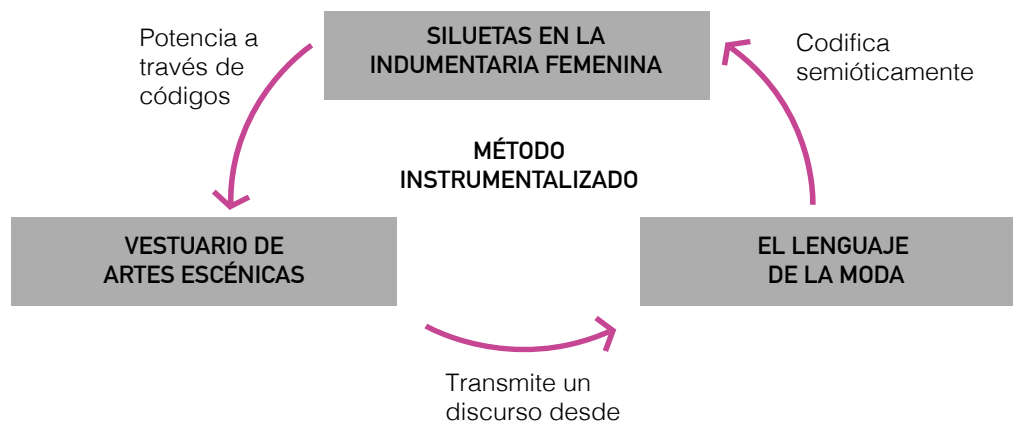 Potencia a
través de
códigos
SILUETAS EN LA
INDUMENTARIA FEMENINA
Codifica
semióticamente
MÉTODO
INSTRUMENTALIZADO
VESTUARIO DE
ARTES ESCÉNICAS
EL LENGUAJE
DE LA MODA
Transmite un
discurso desde